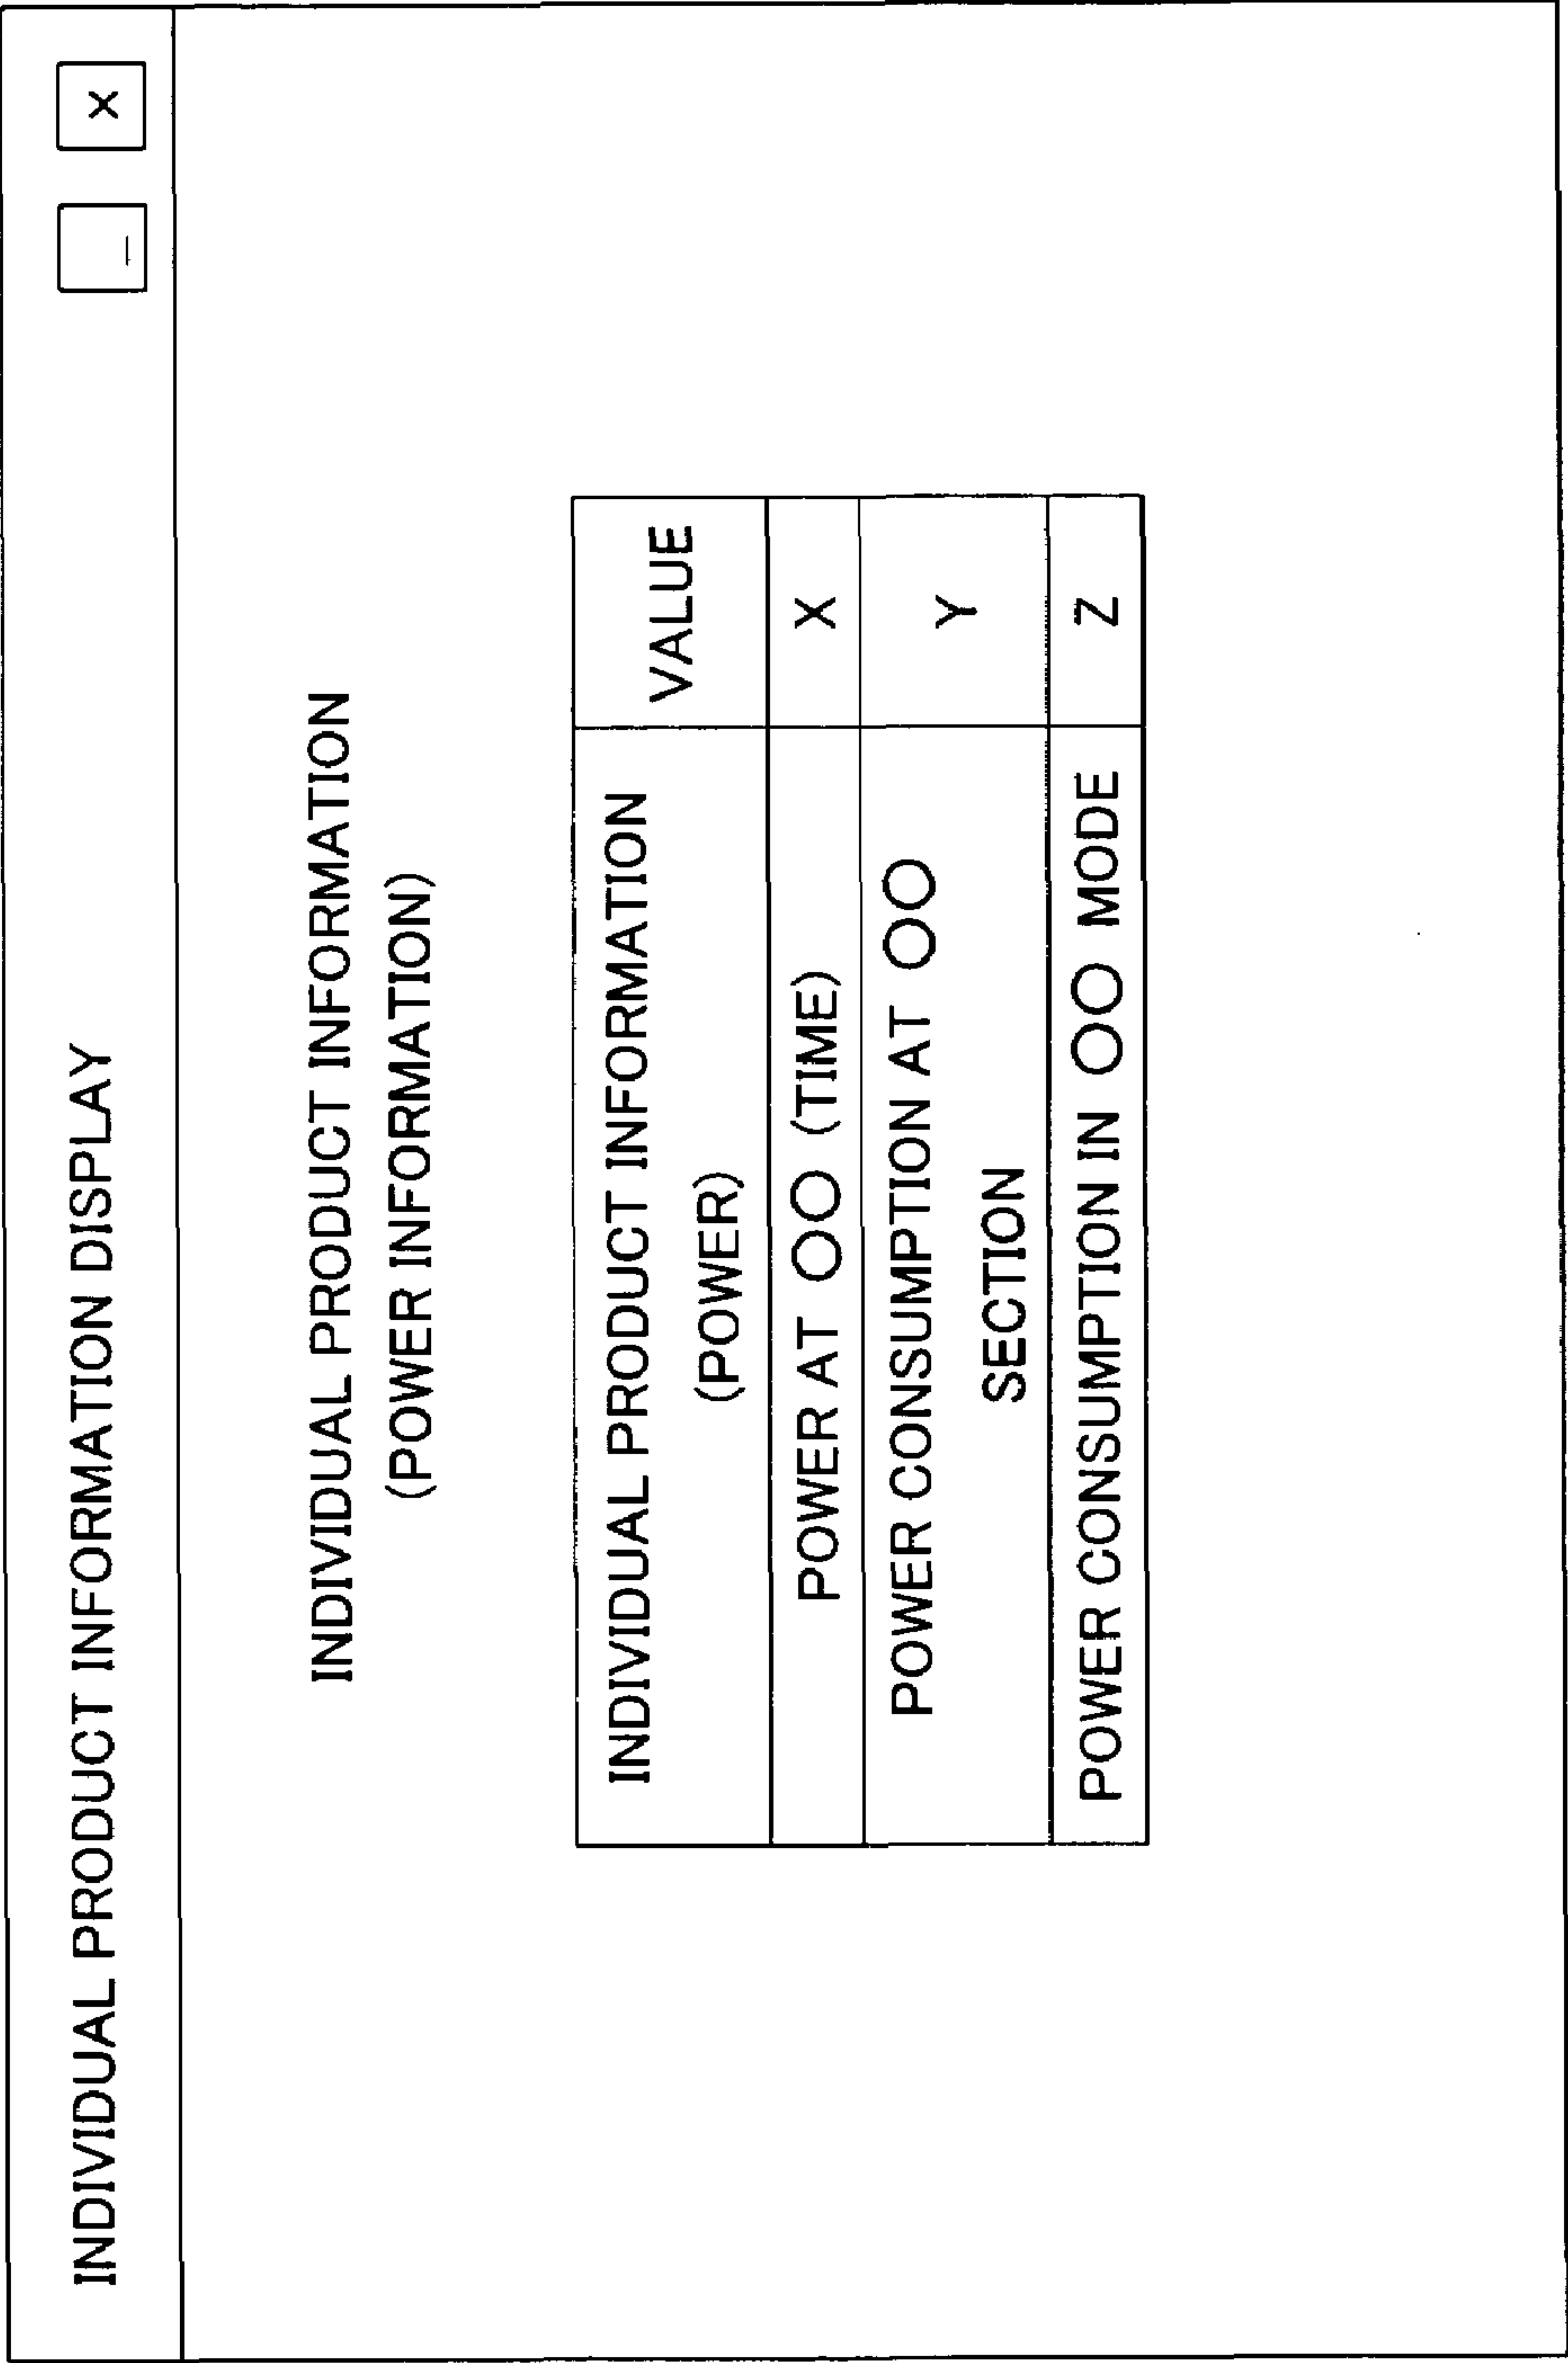 INDIVIDUAL PRODUCT INFORMATION DISPLAY
_ X
INDIVIDUAL PRODUCT INFORMATION
(POWER INFORMATION)
INDIVIDUAL PRODUCT INFORMATION
(POWER)
VALUE
POWER AT ○○ (TIME) X
POWER CONSUMPTION AT ○○
SECTION
Y
POWER CONSUMPTION IN ○○ MODE Z